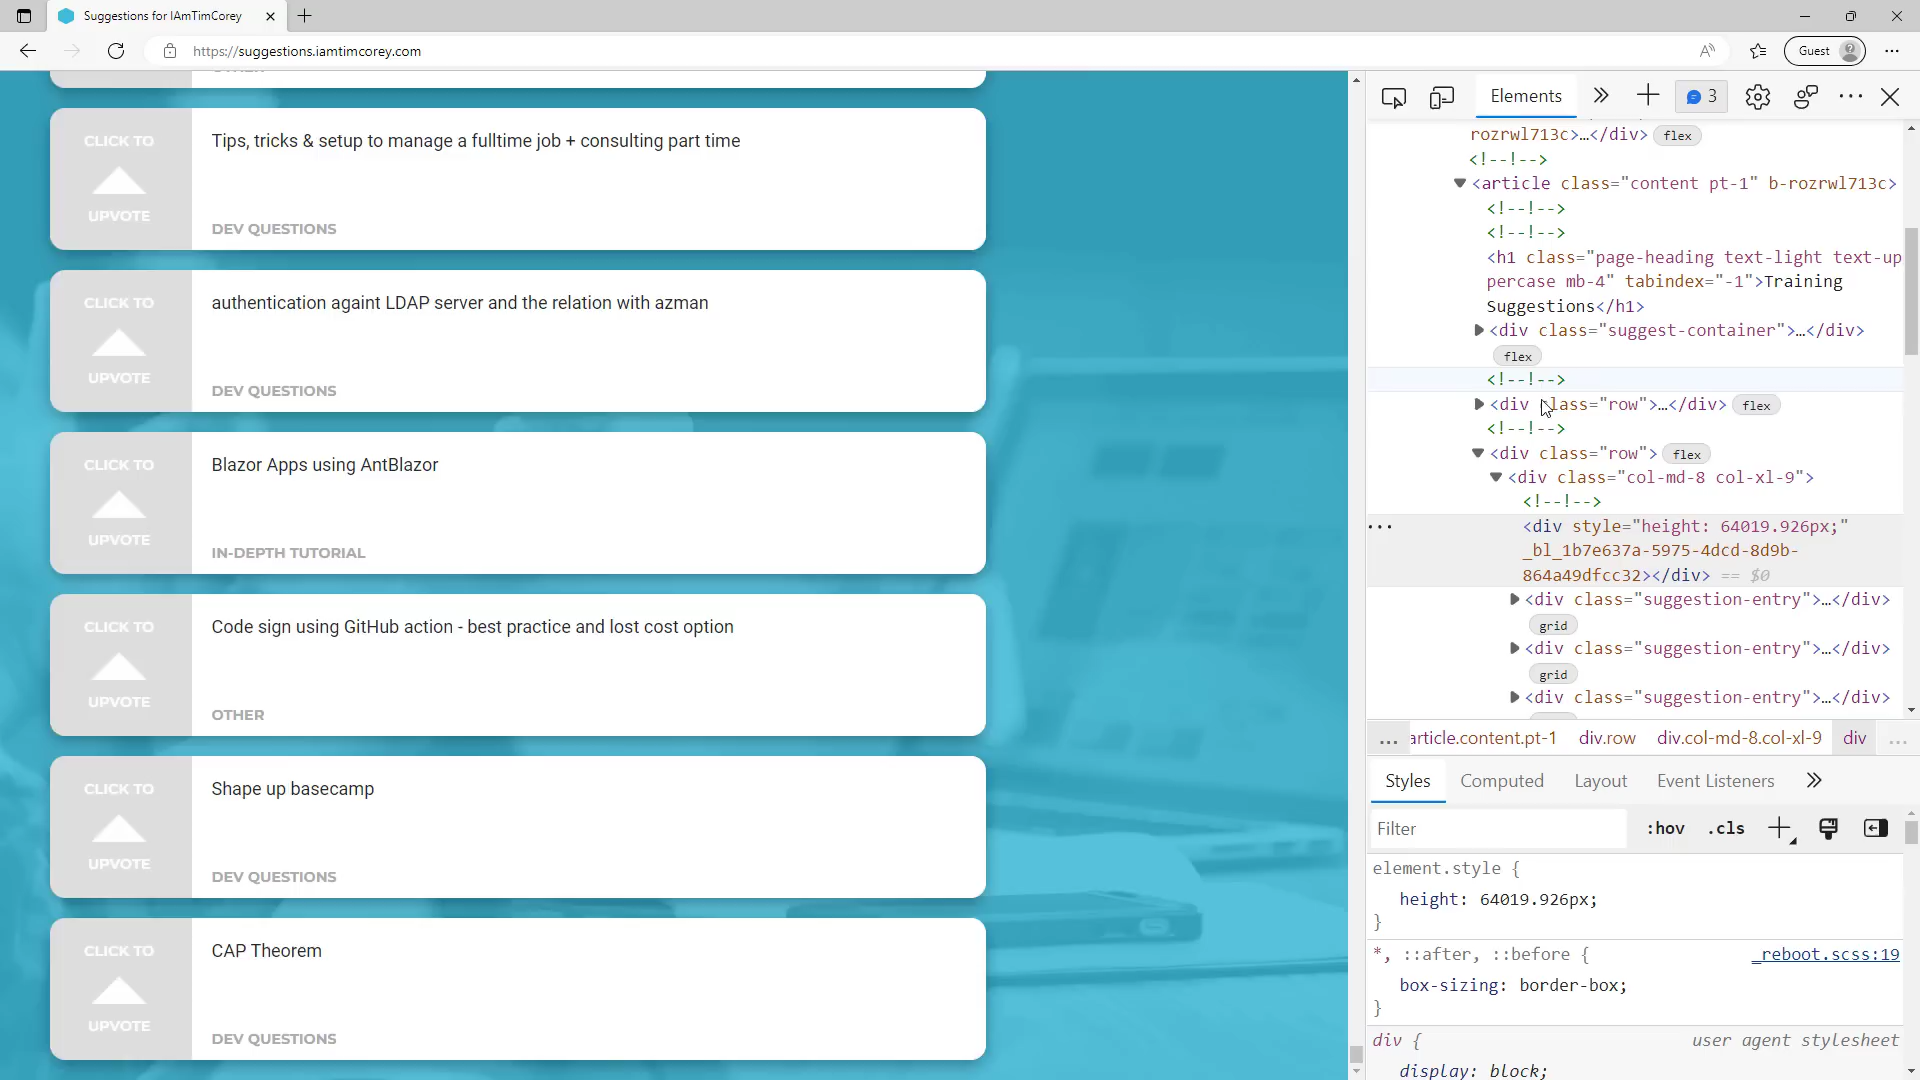 Suggestions for IAmTimCorey
https://suggestions.iamtimcorey.com
Guest
CLICK TO
UPVOTE
Tips, tricks & setup to manage a fulltime job + consulting part time
DEV QUESTIONS
CLICK TO
UPVOTE
authentication againt LDAP server and the relation with azman
DEV QUESTIONS
CLICK TO
UPVOTE
Blazor Apps using AntBlazor
IN-DEPTH TUTORIAL
CLICK TO
UPVOTE
Code sign using GitHub action - best practice and lost cost option
OTHER
CLICK TO
UPVOTE
Shape up basecamp
DEV QUESTIONS
CLICK TO
UPVOTE
CAP Theorem
DEV QUESTIONS
Elements
3
rozrwl713c>…</div> flex
<!--!-->
<article class="content pt-1" b-rozrwl713c>
<!--!-->
<!--!-->
<h1 class="page-heading text-light text-up
percase mb-4" tabindex="-1">Training
Suggestions</h1>
<div class="suggest-container">…</div>
flex
<!--!-->
<div class="row">…</div> flex
<!--!-->
<div class="row"> flex
<div class="col-md-8 col-xl-9">
<!--!-->
<div style="height: 64019.926px;"
_bl_1b7e637a-5975-4dcd-8d9b-
864a49dfcc32></div> == $0
<div class="suggestion-entry">…</div>
grid
<div class="suggestion-entry">…</div>
grid
<div class="suggestion-entry">…</div>
... article.content.pt-1 div.row div.col-md-8.col-xl-9 div ...
Styles Computed Layout Event Listeners
Filter :hov .cls
element.style {
height: 64019.926px;
}
*, ::after, ::before { _reboot.scss:19
box-sizing: border-box;
}
div { user agent stylesheet
display: block;